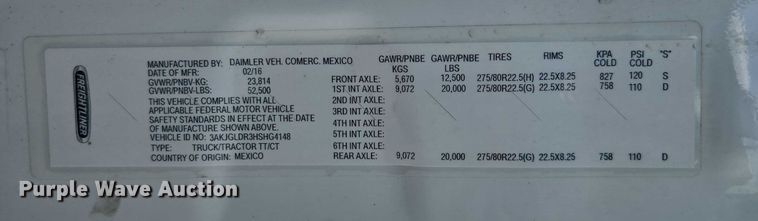 FREIGHTLINER
MANUFACTURED BY: DAIMLER VEH. COMERC. MEXICO
DATE OF MFR: 02/16
GVWR/PNBV-KG: 23,814
GVWR/PNBV-LBS: 52,500
THIS VEHICLE COMPLIES WITH ALL
APPLICABLE FEDERAL MOTOR VEHICLE
SAFETY STANDARDS IN EFFECT AT THE DATE
OF MANUFACTURE SHOWN ABOVE.
VEHICLE ID NO: 3AKJGLDR3HSHG4148
TYPE: TRUCK/TRACTOR TT/CT
COUNTRY OF ORIGIN: MEXICO
GAWR/PNBE GAWR/PNBE TIRES RIMS KPA PSI "S"
KGS LBS COLD COLD
FRONT AXLE: 5,670 12,500 275/80R22.5(H) 22.5X8.25 827 120 S
1ST INT AXLE: 9,072 20,000 275/80R22.5(G) 22.5X8.25 758 110 D
2ND INT AXLE:
3RD INT AXLE:
4TH INT AXLE:
5TH INT AXLE:
6TH INT AXLE:
REAR AXLE: 9,072 20,000 275/80R22.5(G) 22.5X8.25 758 110 D
Purple Wave Auction